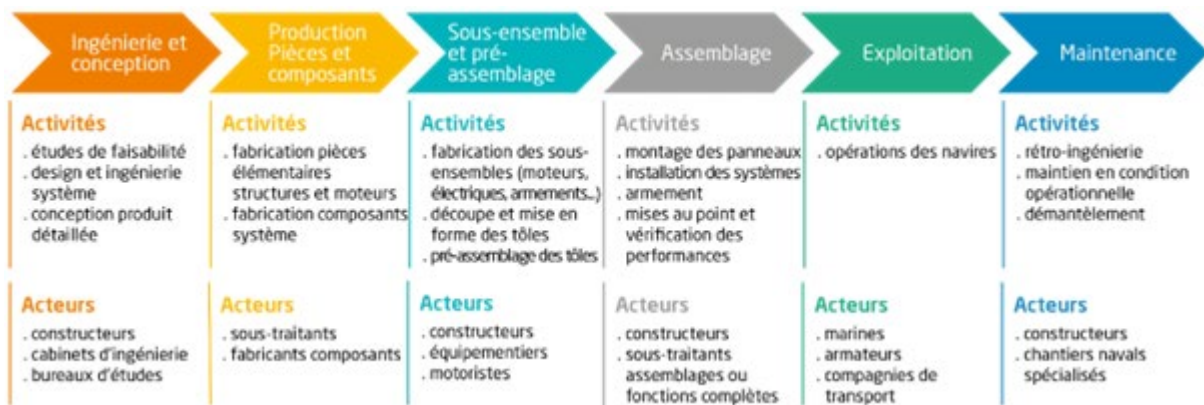 Ingénierie et
conception
Production
Pièces et
composants
Sous-ensemble
et pré-
assemblage
Assemblage
Exploitation
Maintenance
Activités
. études de faisabilité
. design et ingénierie
système
. conception produit
détaillée
Activités
. fabrication pièces
élémentaires
structures et moteurs
. fabrication composants
système
Activités
. fabrication des sous-
ensembles (moteurs,
électriques, armements...)
. découpe et mise en
forme des tôles
. pré-assemblage des tôles
Activités
. montage des panneaux
. installation des systèmes
. armement
. mises au point et
vérification des
performances
Activités
. opérations des navires
Activités
. rétro-ingénierie
. maintien en condition
opérationnelle
. démantèlement
Acteurs
. constructeurs
. cabinets d'ingénierie
. bureaux d'études
Acteurs
. sous-traitants
. fabricants composants
Acteurs
. constructeurs
. équipementiers
. motoristes
Acteurs
. constructeurs
. sous-traitants
assemblages ou
fonctions complètes
Acteurs
. marines
. armateurs
. compagnies de
transport
Acteurs
. constructeurs
. chantiers navals
spécialisés